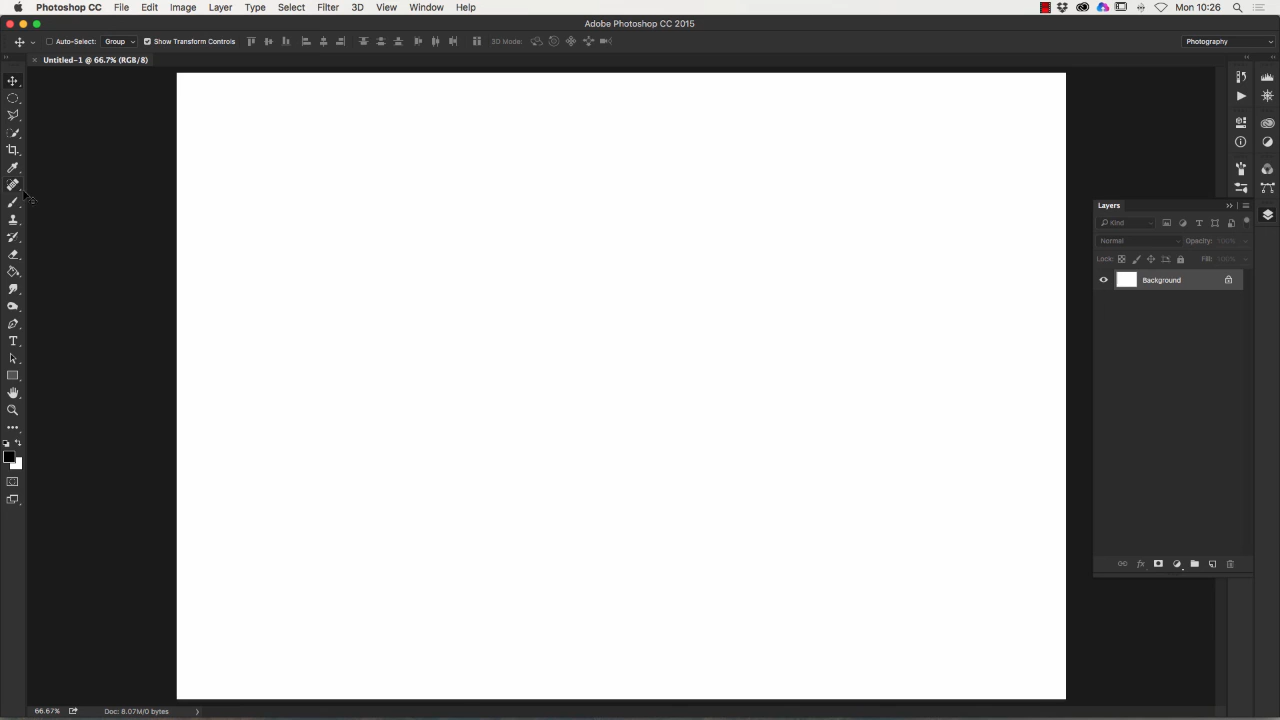 Photoshop CC File Edit Image Layer Type Select Filter 3D View Window Help Mon 10:26
Adobe Photoshop CC 2015
Auto-Select: Group Show Transform Controls 3D Mode: Photography
Untitled-1 @ 66.7% (RGB/8)
Layers
Kind
Normal Opacity: 100%
Lock: Fill: 100%
Background
66.67% Doc: 8.07M/0 bytes